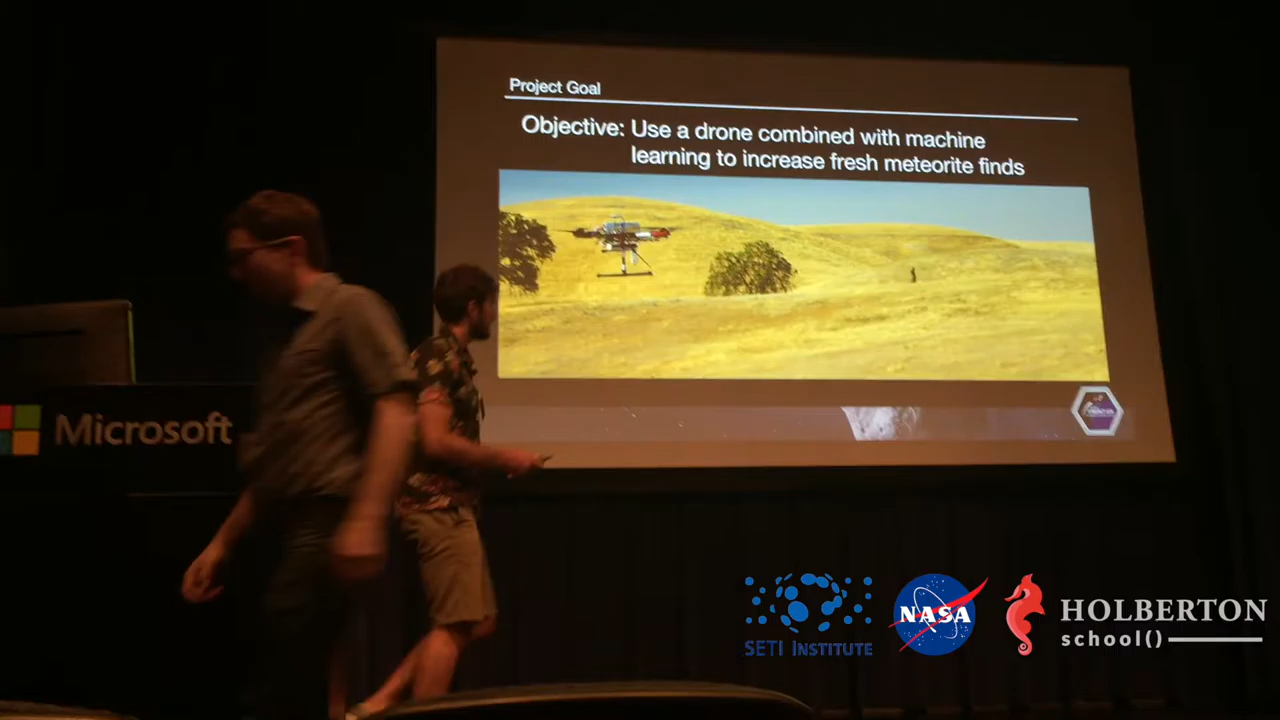 Project Goal
Objective: Use a drone combined with machine
learning to increase fresh meteorite finds
Microsoft
SETI INSTITUTE
NASA
HOLBERTON
school()